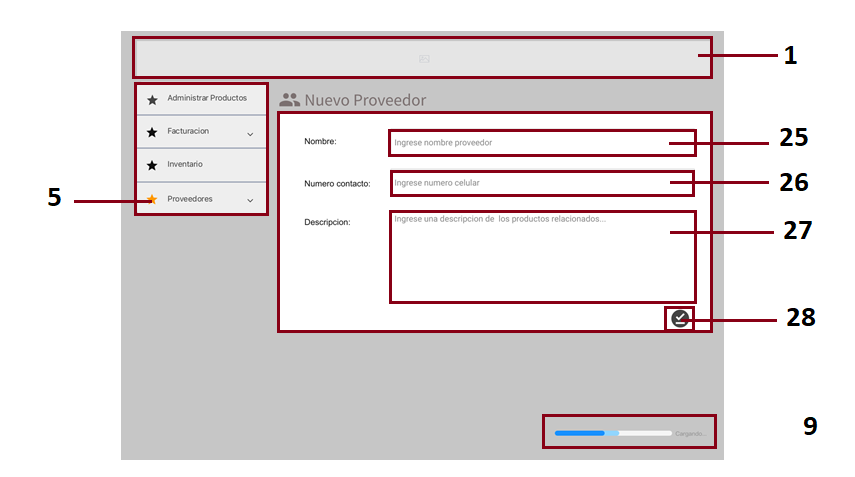 1
Administrar Productos
Nuevo Proveedor
Facturacion
Nombre:
Ingrese nombre proveedor
25
Inventario
Numero contacto:
Ingrese numero celular
26
5
Proveedores
Descripcion:
Ingrese una descripcion de los productos relacionados...
27
28
9
Cargando...